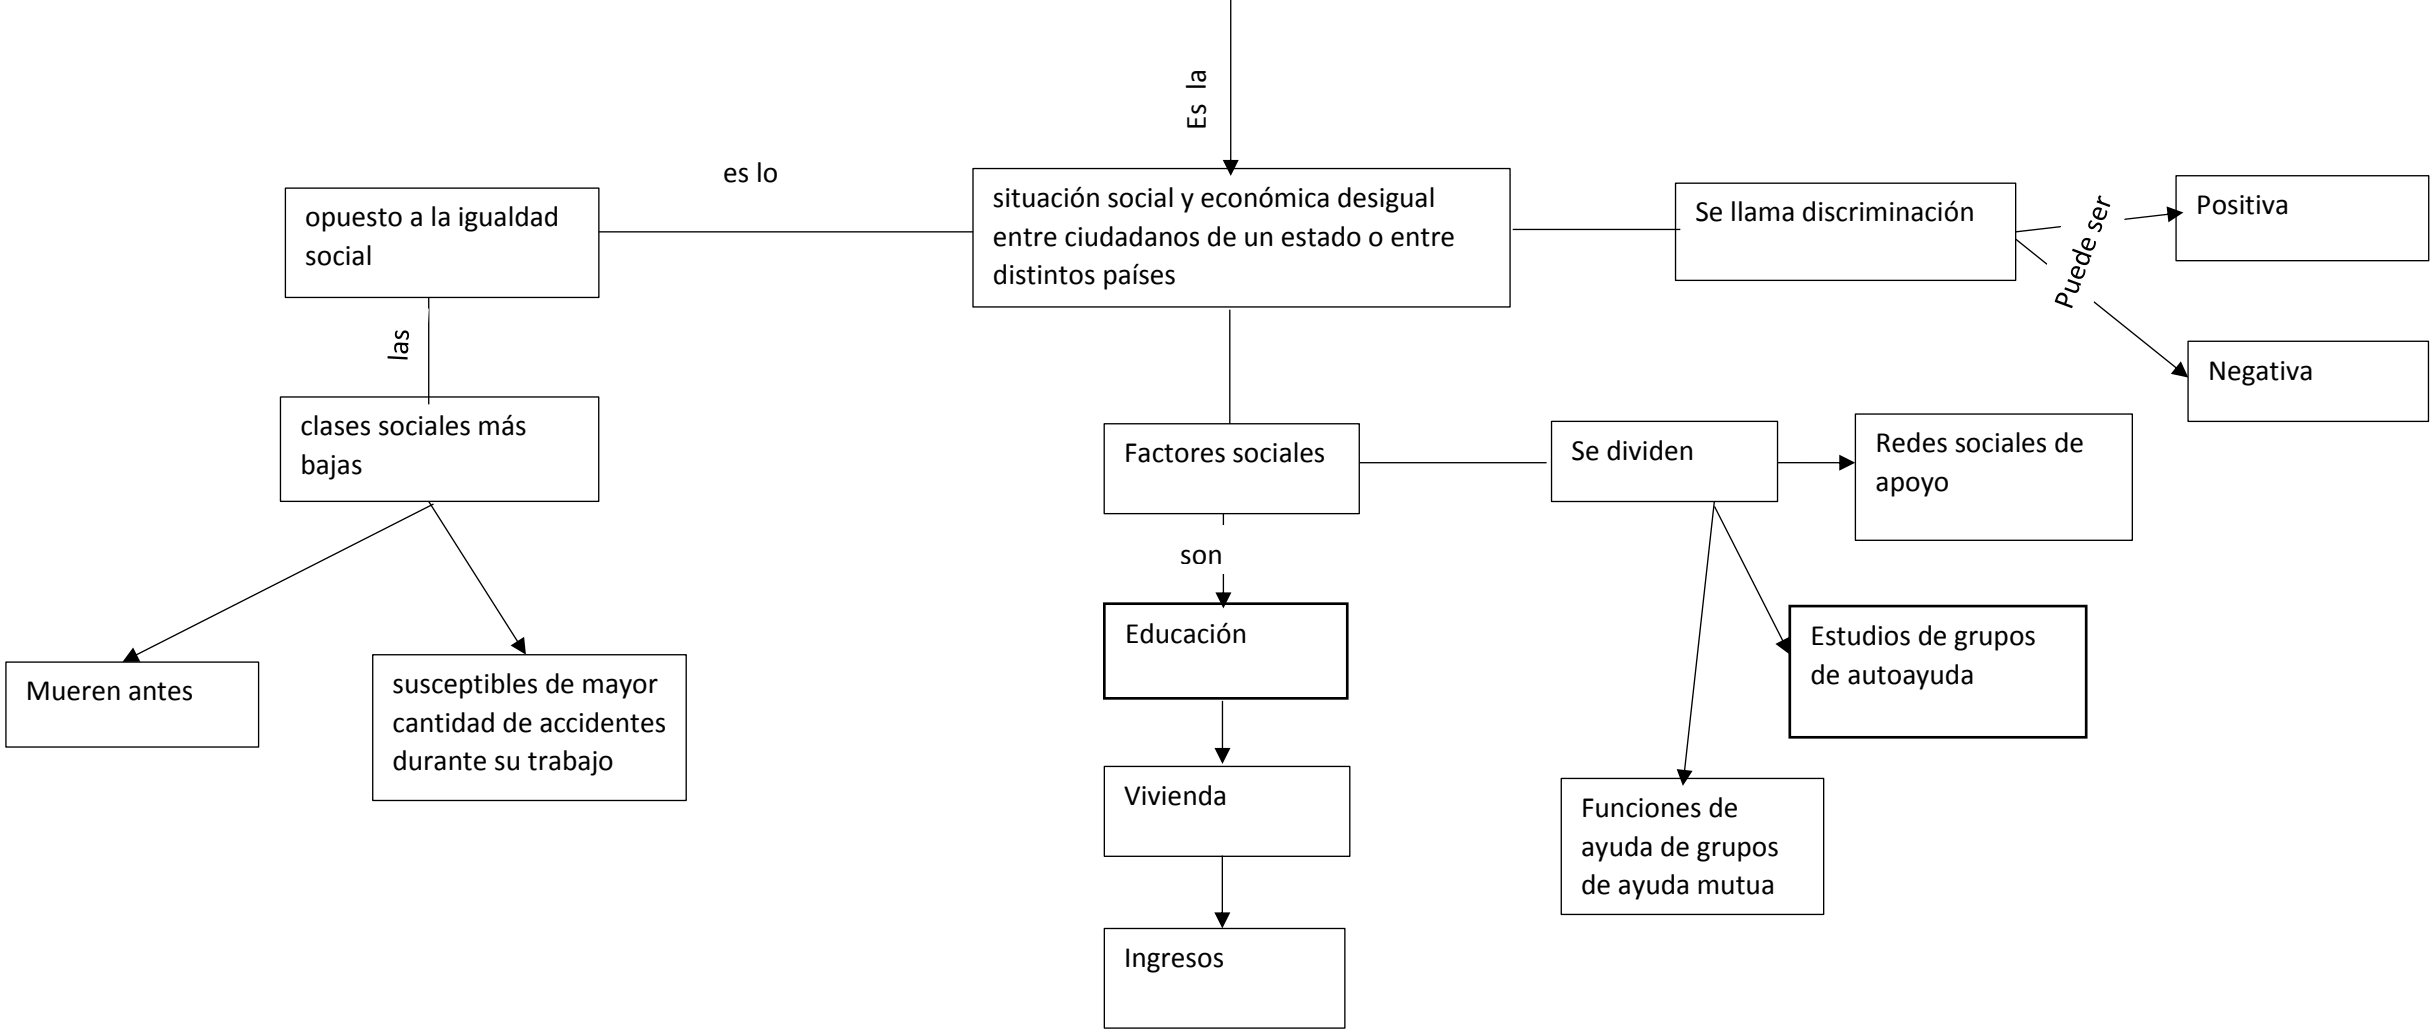 Es la
es lo
opuesto a la igualdad
social
situación social y económica desigual
entre ciudadanos de un estado o entre
distintos países
Se llama discriminación
Puede ser
Positiva
Negativa
las
clases sociales más
bajas
Factores sociales
Se dividen
Redes sociales de
apoyo
son
Educación
Estudios de grupos
de autoayuda
Mueren antes
susceptibles de mayor
cantidad de accidentes
durante su trabajo
Vivienda
Funciones de
ayuda de grupos
de ayuda mutua
Ingresos